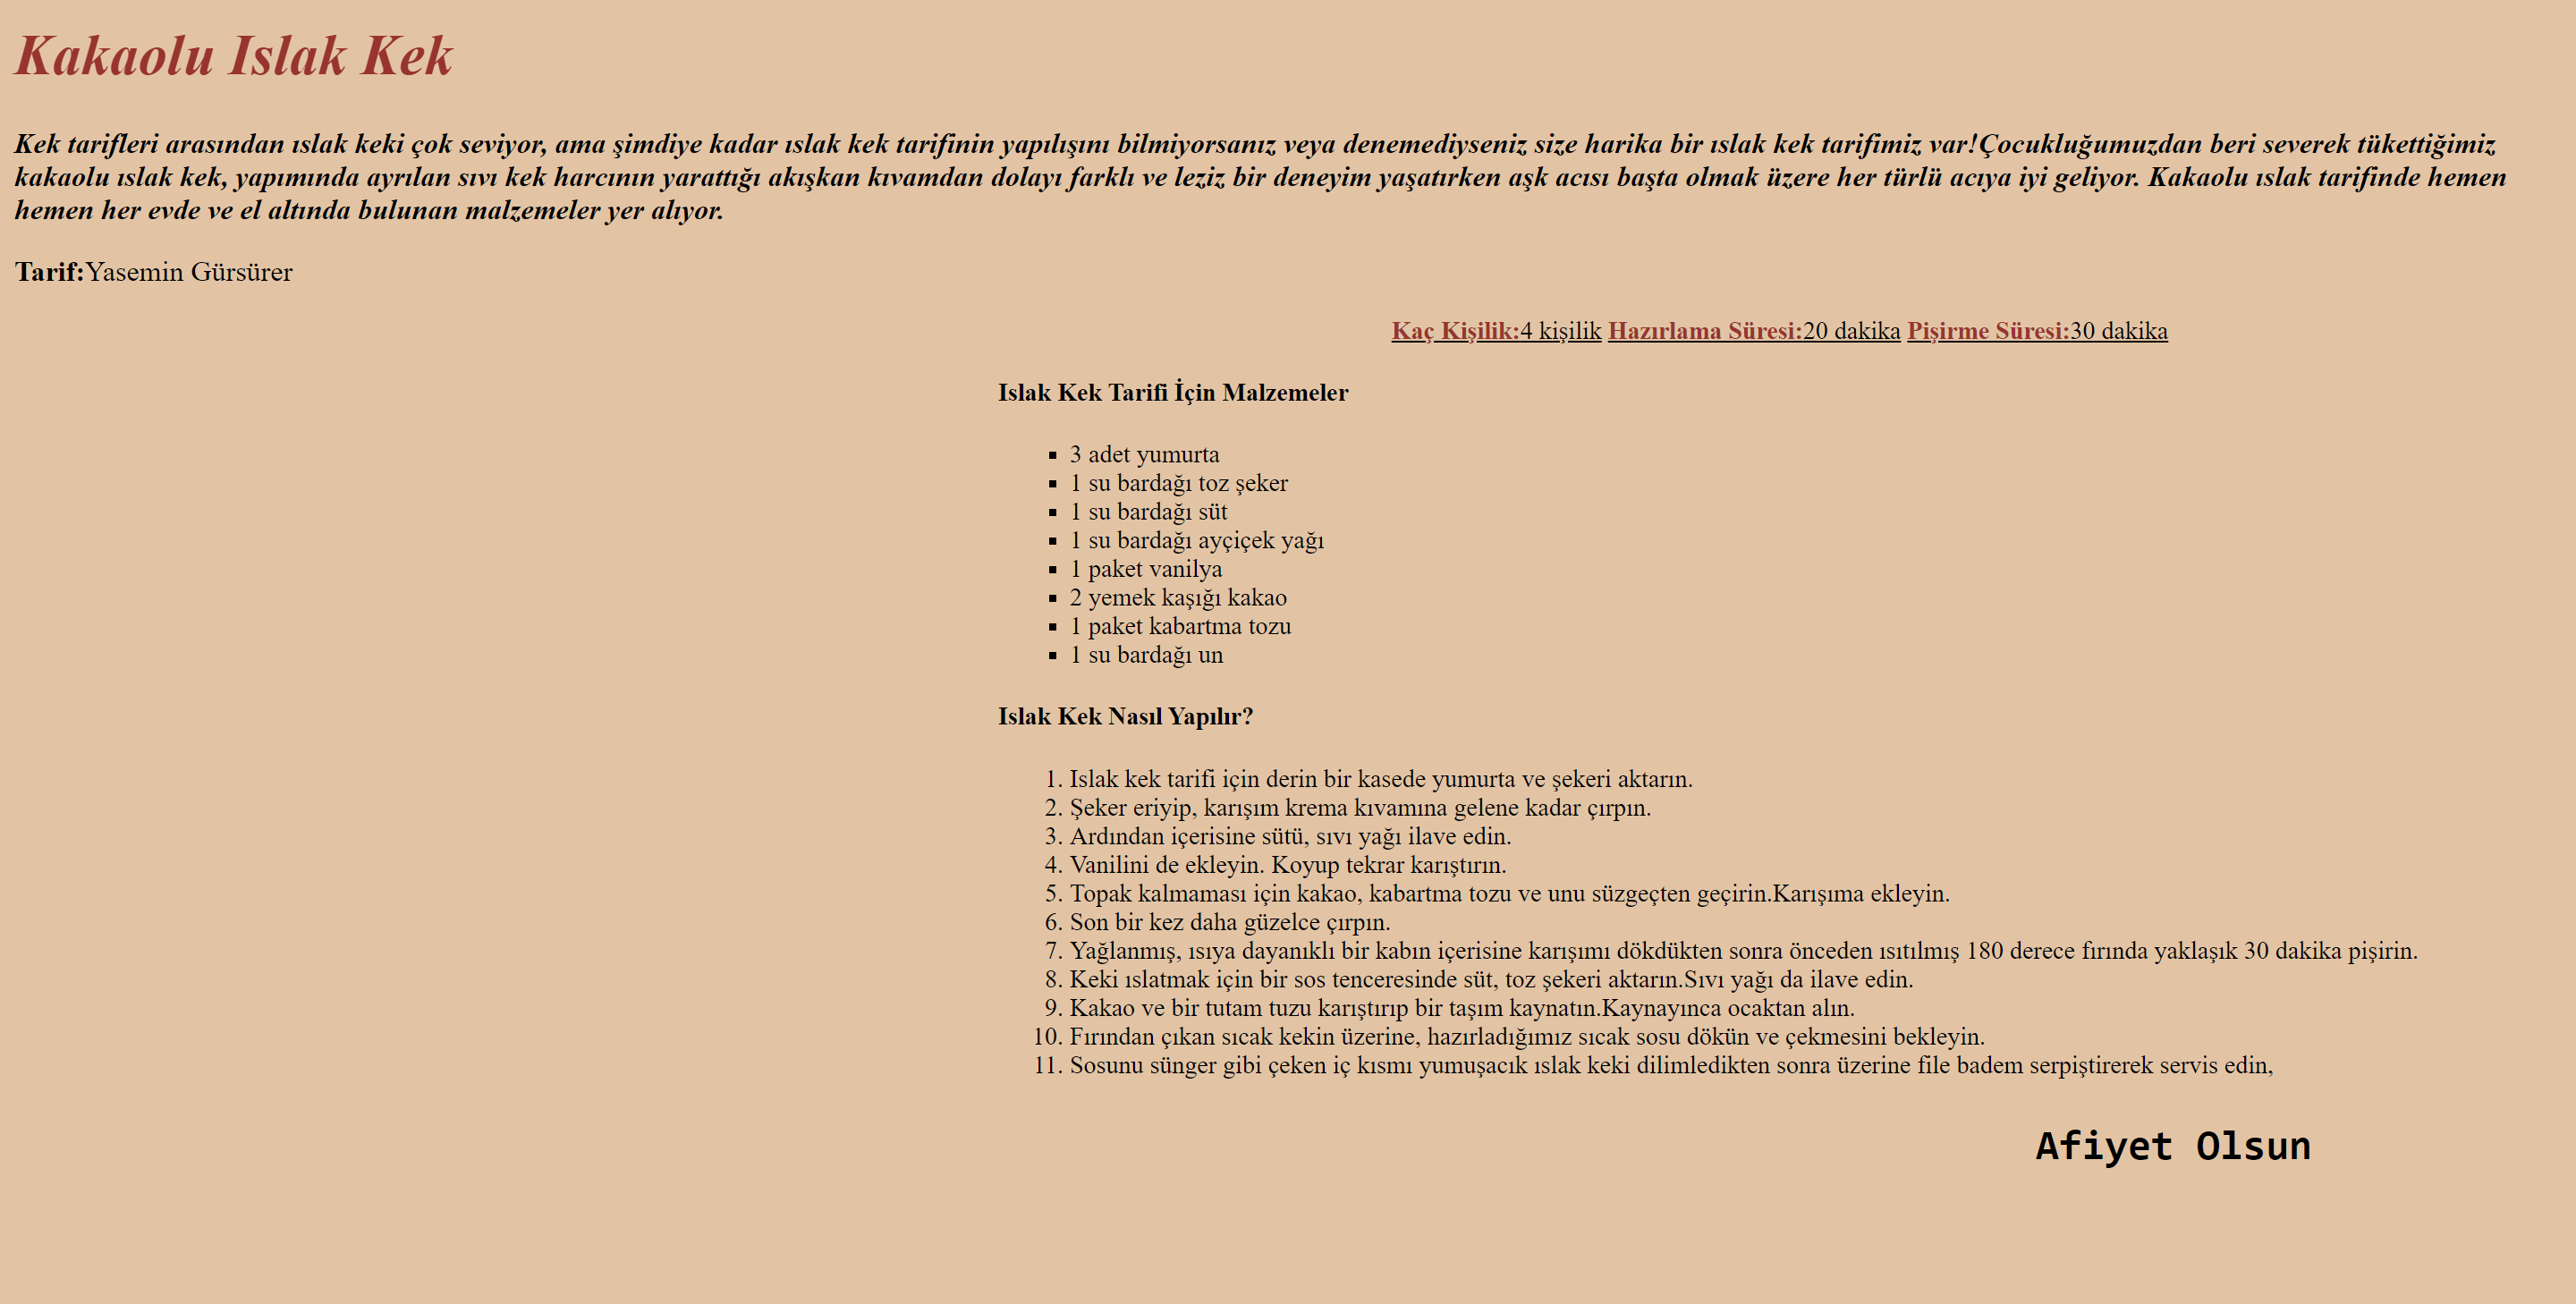 Kakaolu Islak Kek
Kek tarifleri arasından ıslak keki çok seviyor, ama şimdiye kadar ıslak kek tarifinin yapılışını bilmiyorsanız veya denemediyseniz size harika bir ıslak kek tarifimiz var!Çocukluğumuzdan beri severek tükettiğimiz
kakaolu ıslak kek, yapımında ayrılan sıvı kek harcının yarattığı akışkan kıvamdan dolayı farklı ve leziz bir deneyim yaşatırken aşk acısı başta olmak üzere her türlü acıya iyi geliyor. Kakaolu ıslak tarifinde hemen
hemen her evde ve el altında bulunan malzemeler yer alıyor.
Tarif:Yasemin Gürsürer
Kaç Kişilik:4 kişilik Hazırlama Süresi:20 dakika Pişirme Süresi:30 dakika
Islak Kek Tarifi İçin Malzemeler
▪ 3 adet yumurta
▪ 1 su bardağı toz şeker
▪ 1 su bardağı süt
▪ 1 su bardağı ayçiçek yağı
▪ 1 paket vanilya
▪ 2 yemek kaşığı kakao
▪ 1 paket kabartma tozu
▪ 1 su bardağı un
Islak Kek Nasıl Yapılır?
1. Islak kek tarifi için derin bir kasede yumurta ve şekeri aktarın.
2. Şeker eriyip, karışım krema kıvamına gelene kadar çırpın.
3. Ardından içerisine sütü, sıvı yağı ilave edin.
4. Vanilini de ekleyin. Koyup tekrar karıştırın.
5. Topak kalmaması için kakao, kabartma tozu ve unu süzgeçten geçirin.Karışıma ekleyin.
6. Son bir kez daha güzelce çırpın.
7. Yağlanmış, ısıya dayanıklı bir kabın içerisine karışımı dökdükten sonra önceden ısıtılmış 180 derece fırında yaklaşık 30 dakika pişirin.
8. Keki ıslatmak için bir sos tenceresinde süt, toz şekeri aktarın.Sıvı yağı da ilave edin.
9. Kakao ve bir tutam tuzu karıştırıp bir taşım kaynatın.Kaynayınca ocaktan alın.
10. Fırından çıkan sıcak kekin üzerine, hazırladığımız sıcak sosu dökün ve çekmesini bekleyin.
11. Sosunu sünger gibi çeken iç kısmı yumuşacık ıslak keki dilimledikten sonra üzerine file badem serpiştirerek servis edin,
Afiyet Olsun